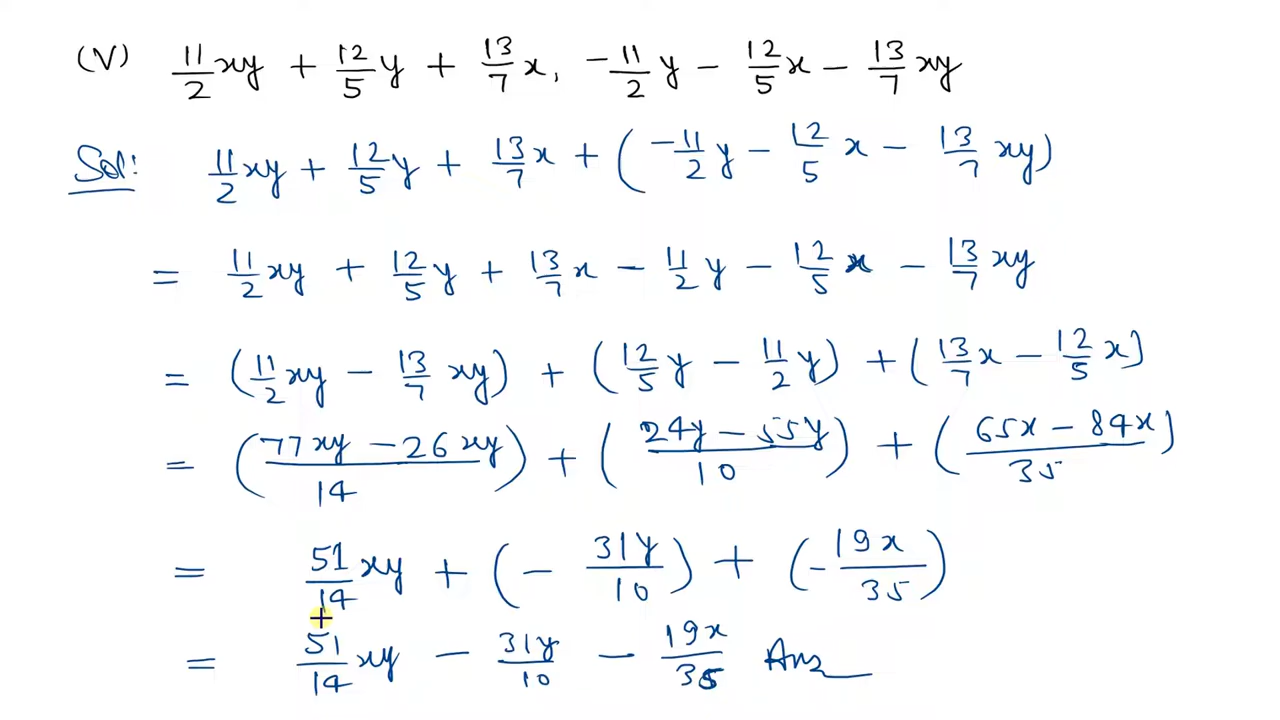 (V) 11/2 xy + 12/5 y + 13/7 x, -11/2 y - 12/5 x - 13/7 xy
Sol: 11/2 xy + 12/5 y + 13/7 x + (-11/2 y - 12/5 x - 13/7 xy)
= 11/2 xy + 12/5 y + 13/7 x - 11/2 y - 12/5 x - 13/7 xy
= (11/2 xy - 13/7 xy) + (12/5 y - 11/2 y) + (13/7 x - 12/5 x)
= (77xy - 26xy / 14) + (24y - 55y / 10) + (65x - 84x / 35)
= 51/14 xy + (- 31y/10) + (- 19x/35)
= 51/14 xy - 31y/10 - 19x/35 Ans